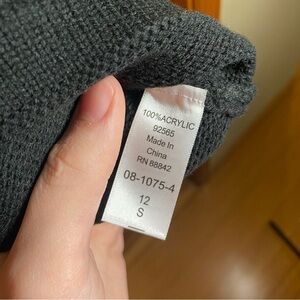 100%ACRYLIC
92565
Made In
China
RN 88842
08-1075-4
12
S